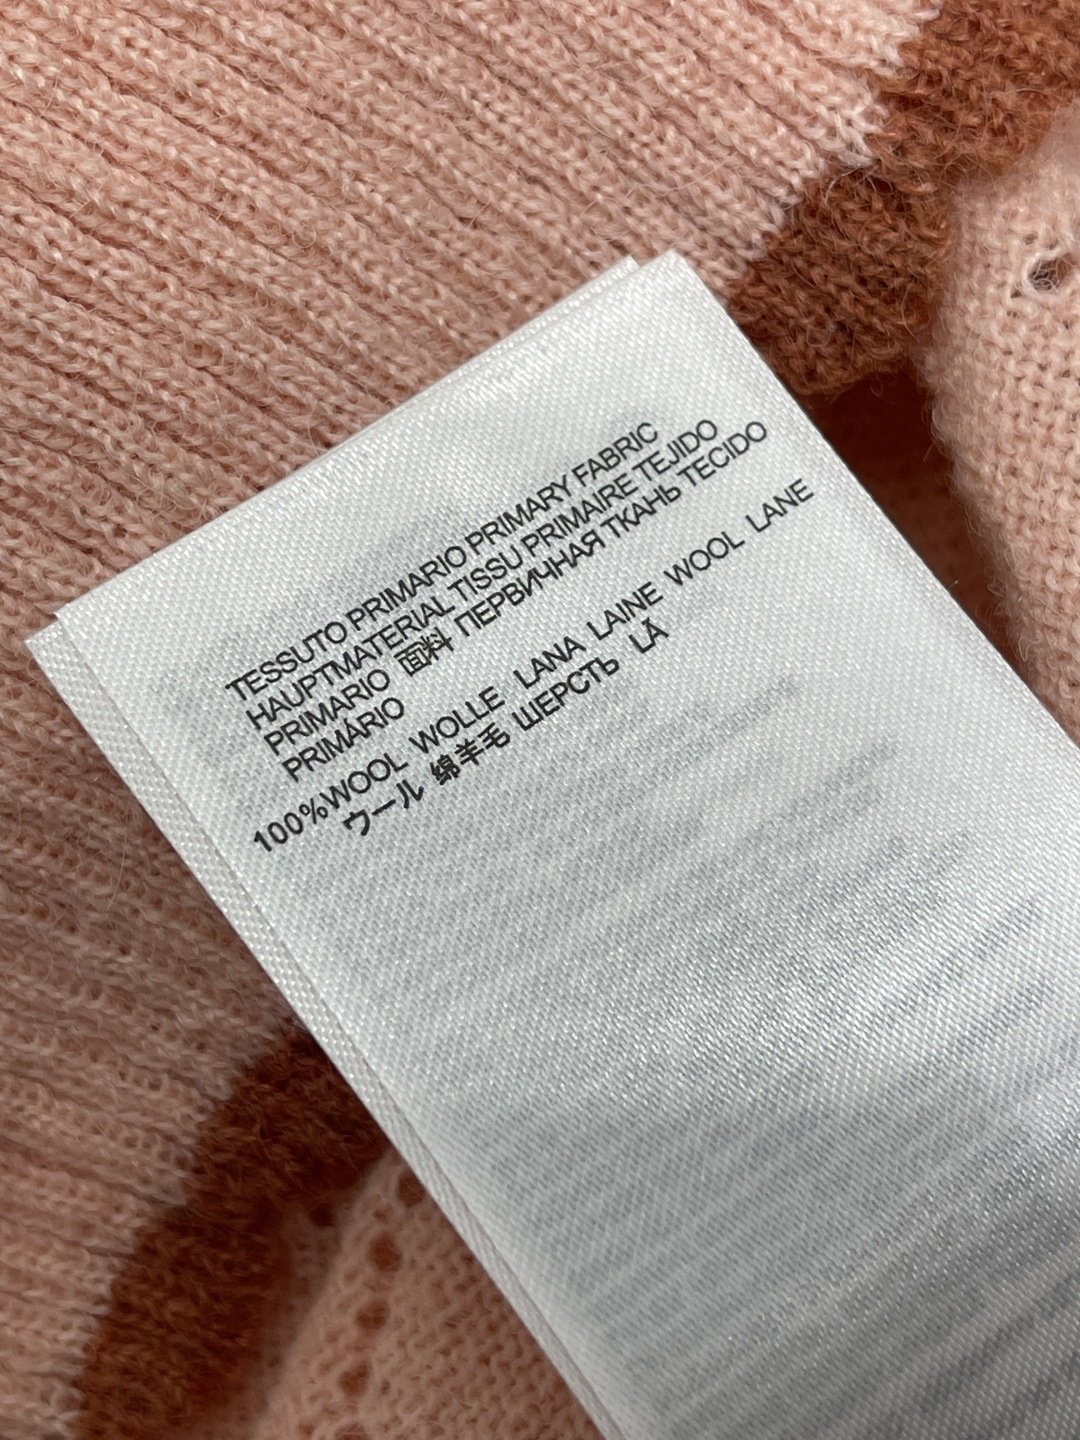 TESSUTO PRIMARIO PRIMARY FABRIC
HAUPTMATERIAL TISSU PRIMAIRE TEJIDO
PRIMARIO 面料 ПЕРВИЧНАЯ ТКАНЬ TECIDO
PRIMÁRIO
100%WOOL WOLLE LANA LAINE WOOL LANE
ウール 绵羊毛 ШЕРСТЬ LÃ